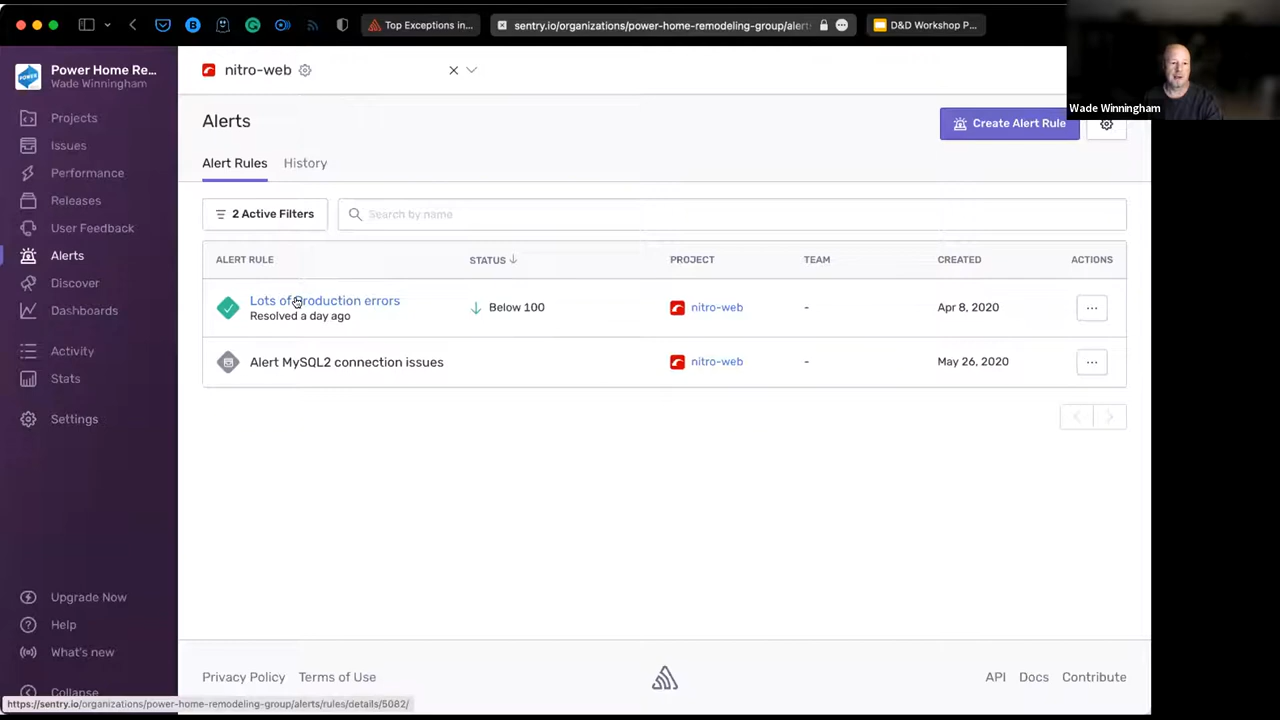 Top Exceptions in...
sentry.io/organizations/power-home-remodeling-group/alert
D&D Workshop P...
Wade Winningham
Power Home Re...
Wade Winningham
Projects
Issues
Performance
Releases
User Feedback
Alerts
Discover
Dashboards
Activity
Stats
Settings
Upgrade Now
Help
What's new
Collapse
nitro-web
Alerts
Create Alert Rule
Alert Rules
History
2 Active Filters
Search by name
ALERT RULE
STATUS
PROJECT
TEAM
CREATED
ACTIONS
Lots of Production errors
Resolved a day ago
Below 100
nitro-web
-
Apr 8, 2020
Alert MySQL2 connection issues
nitro-web
-
May 26, 2020
Privacy Policy
Terms of Use
API
Docs
Contribute
https://sentry.io/organizations/power-home-remodeling-group/alerts/rules/details/5082/